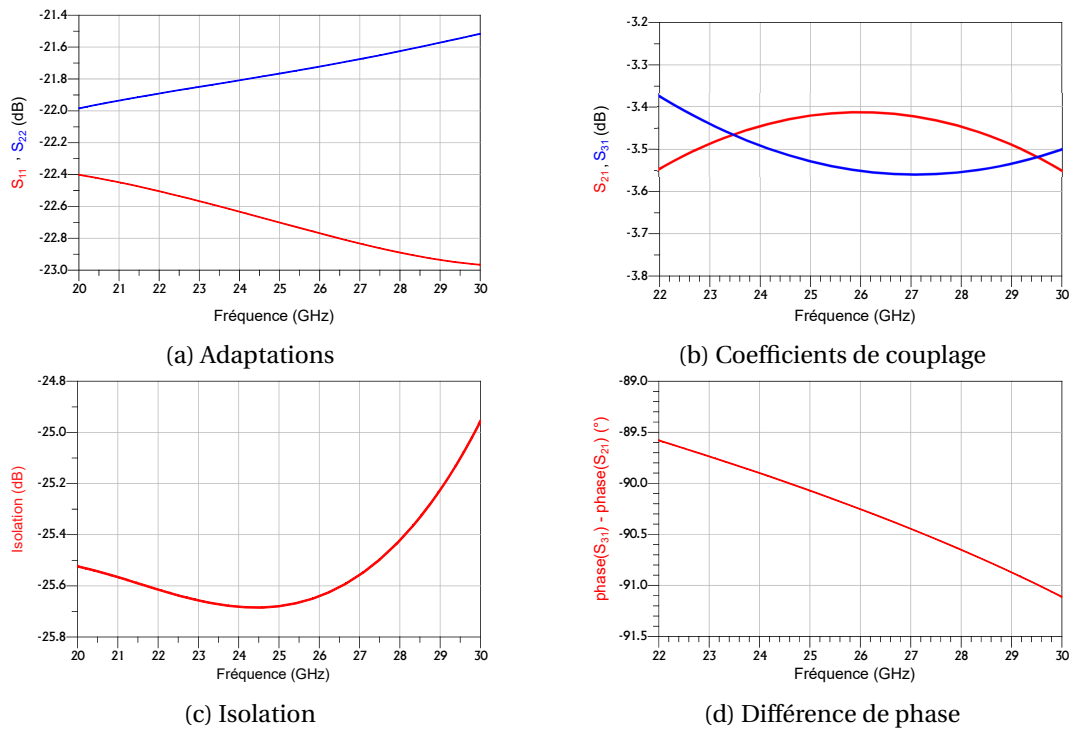 -21.4
-21.6
-21.8
-22.0
-22.2
-22.4
-22.6
-22.8
-23.0
S11 , S22 (dB)
20 21 22 23 24 25 26 27 28 29 30
Fréquence (GHz)
(a) Adaptations
-3.2
-3.3
-3.4
-3.5
-3.6
-3.7
-3.8
S21 , S31 (dB)
22 23 24 25 26 27 28 29 30
Fréquence (GHz)
(b) Coefficients de couplage
-24.8
-25.0
-25.2
-25.4
-25.6
-25.8
Isolation (dB)
20 21 22 23 24 25 26 27 28 29 30
Fréquence (GHz)
(c) Isolation
-89.0
-89.5
-90.0
-90.5
-91.0
-91.5
phase(S31) - phase(S21) (°)
22 23 24 25 26 27 28 29 30
Fréquence (GHz)
(d) Différence de phase